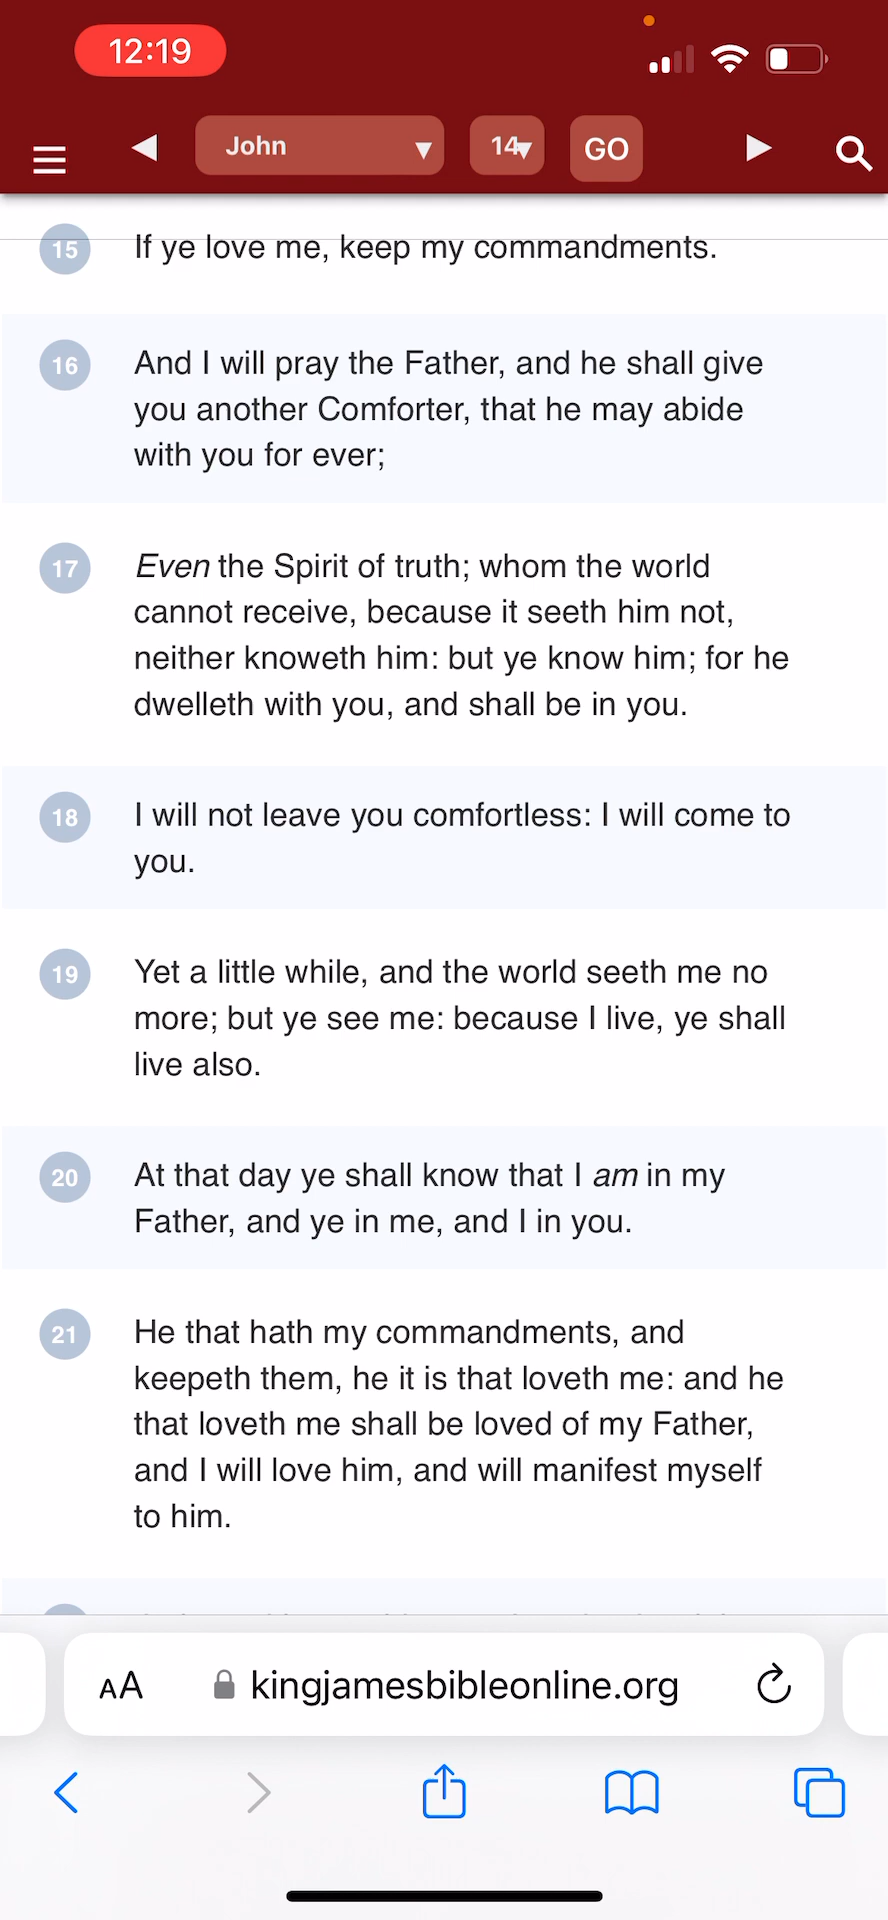 12:19
John
14
GO
15 If ye love me, keep my commandments.
16 And I will pray the Father, and he shall give
you another Comforter, that he may abide
with you for ever;
17 Even the Spirit of truth; whom the world
cannot receive, because it seeth him not,
neither knoweth him: but ye know him; for he
dwelleth with you, and shall be in you.
18 I will not leave you comfortless: I will come to
you.
19 Yet a little while, and the world seeth me no
more; but ye see me: because I live, ye shall
live also.
20 At that day ye shall know that I am in my
Father, and ye in me, and I in you.
21 He that hath my commandments, and
keepeth them, he it is that loveth me: and he
that loveth me shall be loved of my Father,
and I will love him, and will manifest myself
to him.
AA kingjamesbibleonline.org